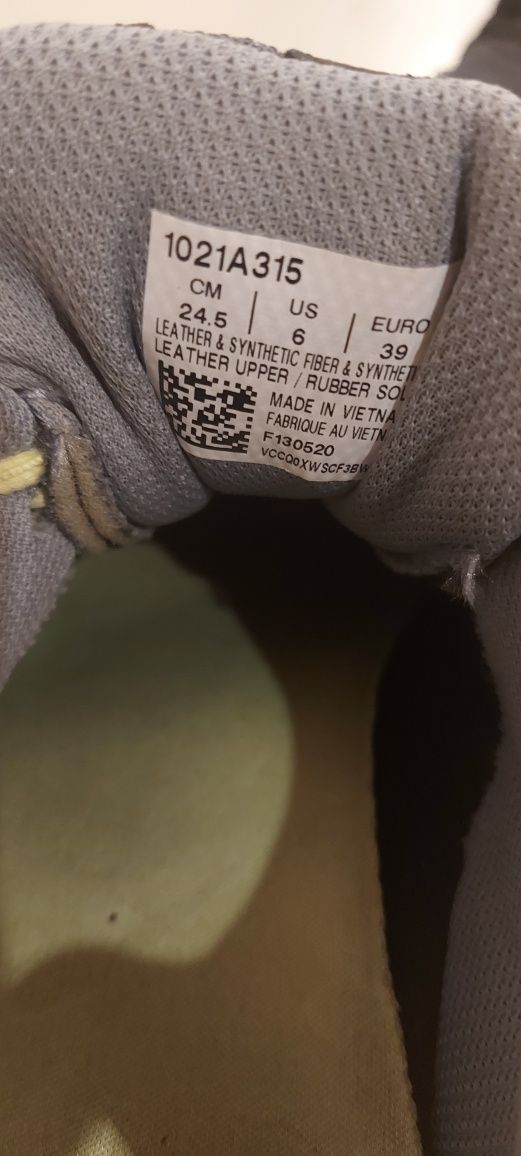 1021A315
CM | US | EURO
24.5 | 6 | 39
LEATHER & SYNTHETIC FIBER & SYNTHETI
LEATHER UPPER / RUBBER SOL
MADE IN VIETNA
FABRIQUE AU VIETN
F130520
VCCQ0XWSCF3BW